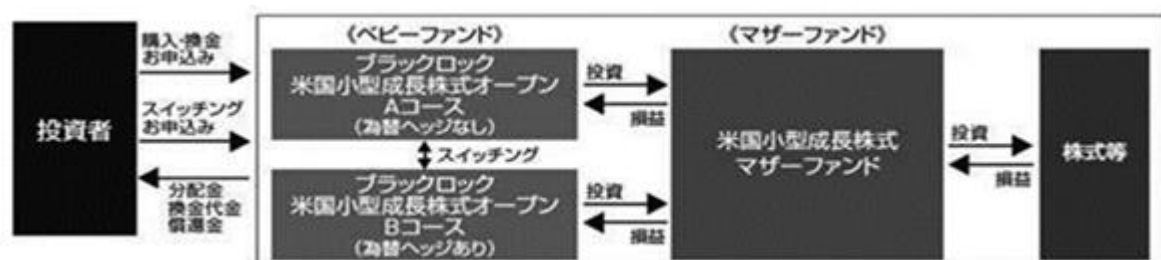 投資者
購入・換金
お申込み
スイッチング
お申込み
分配金
換金代金
償還金
《ベビーファンド》
ブラックロック
米国小型成長株式オープン
Aコース
(為替ヘッジなし)
スイッチング
ブラックロック
米国小型成長株式オープン
Bコース
(為替ヘッジあり)
投資
損益
投資
損益
《マザーファンド》
米国小型成長株式
マザーファンド
投資
損益
株式等